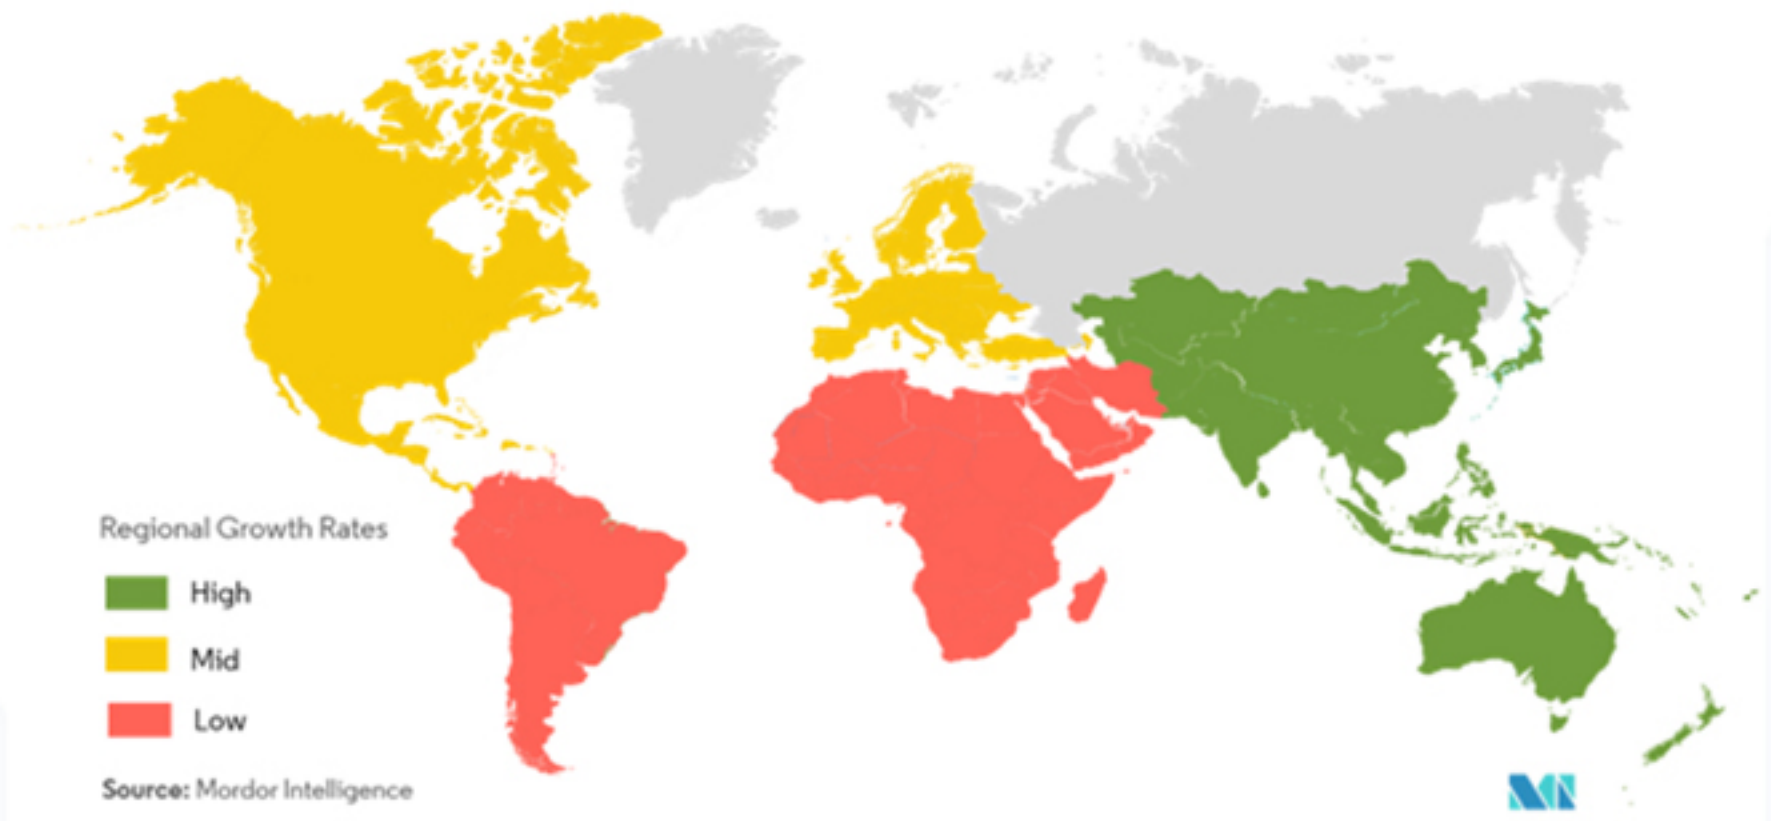 Regional Growth Rates
High
Mid
Low
Source: Mordor Intelligence